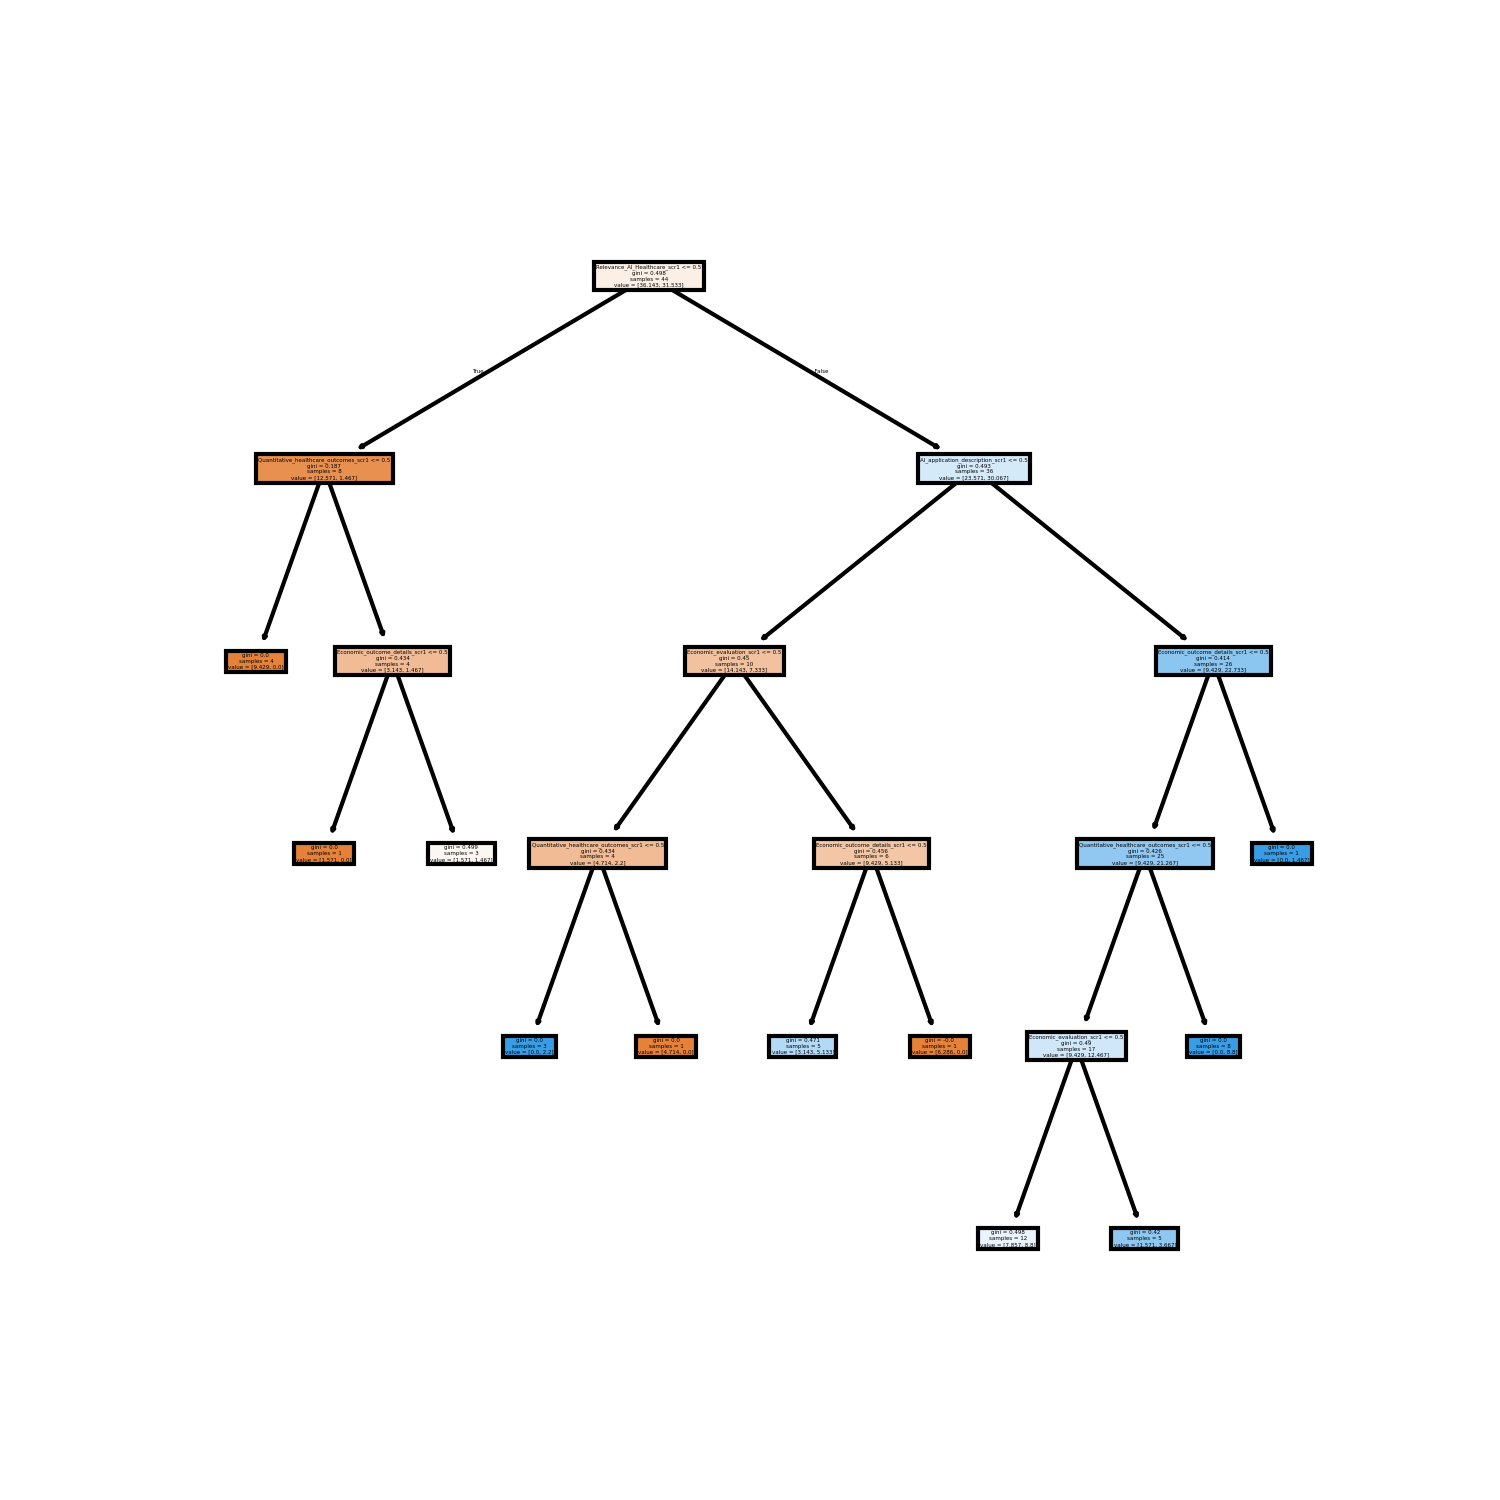 Relevance_AI_Healthcare_scr1 <= 0.5
gini = 0.498
samples = 44
value = [36.143, 31.533]
True
False
Quantitative_healthcare_outcomes_scr1 <= 0.5
gini = 0.187
samples = 8
value = [12.571, 1.467]
AI_application_description_scr1 <= 0.5
gini = 0.493
samples = 36
value = [23.571, 30.067]
gini = 0.0
samples = 4
value = [9.429, 0.0]
Economic_outcome_details_scr1 <= 0.5
gini = 0.434
samples = 4
value = [3.143, 1.467]
Economic_evaluation_scr1 <= 0.5
gini = 0.45
samples = 10
value = [14.143, 7.333]
Economic_outcome_details_scr1 <= 0.5
gini = 0.414
samples = 26
value = [9.429, 22.733]
gini = 0.0
samples = 1
value = [1.571, 0.0]
gini = 0.499
samples = 3
value = [1.571, 1.467]
Quantitative_healthcare_outcomes_scr1 <= 0.5
gini = 0.434
samples = 4
value = [4.714, 2.2]
Economic_outcome_details_scr1 <= 0.5
gini = 0.456
samples = 6
value = [9.429, 5.133]
Quantitative_healthcare_outcomes_scr1 <= 0.5
gini = 0.426
samples = 25
value = [9.429, 21.267]
gini = 0.0
samples = 1
value = [0.0, 1.467]
gini = 0.0
samples = 3
value = [0.0, 2.2]
gini = 0.0
samples = 1
value = [4.714, 0.0]
gini = 0.471
samples = 5
value = [3.143, 5.133]
gini = -0.0
samples = 1
value = [6.286, 0.0]
Economic_evaluation_scr1 <= 0.5
gini = 0.49
samples = 17
value = [9.429, 12.467]
gini = 0.0
samples = 8
value = [0.0, 8.8]
gini = 0.498
samples = 12
value = [7.857, 8.8]
gini = 0.42
samples = 5
value = [1.571, 3.667]